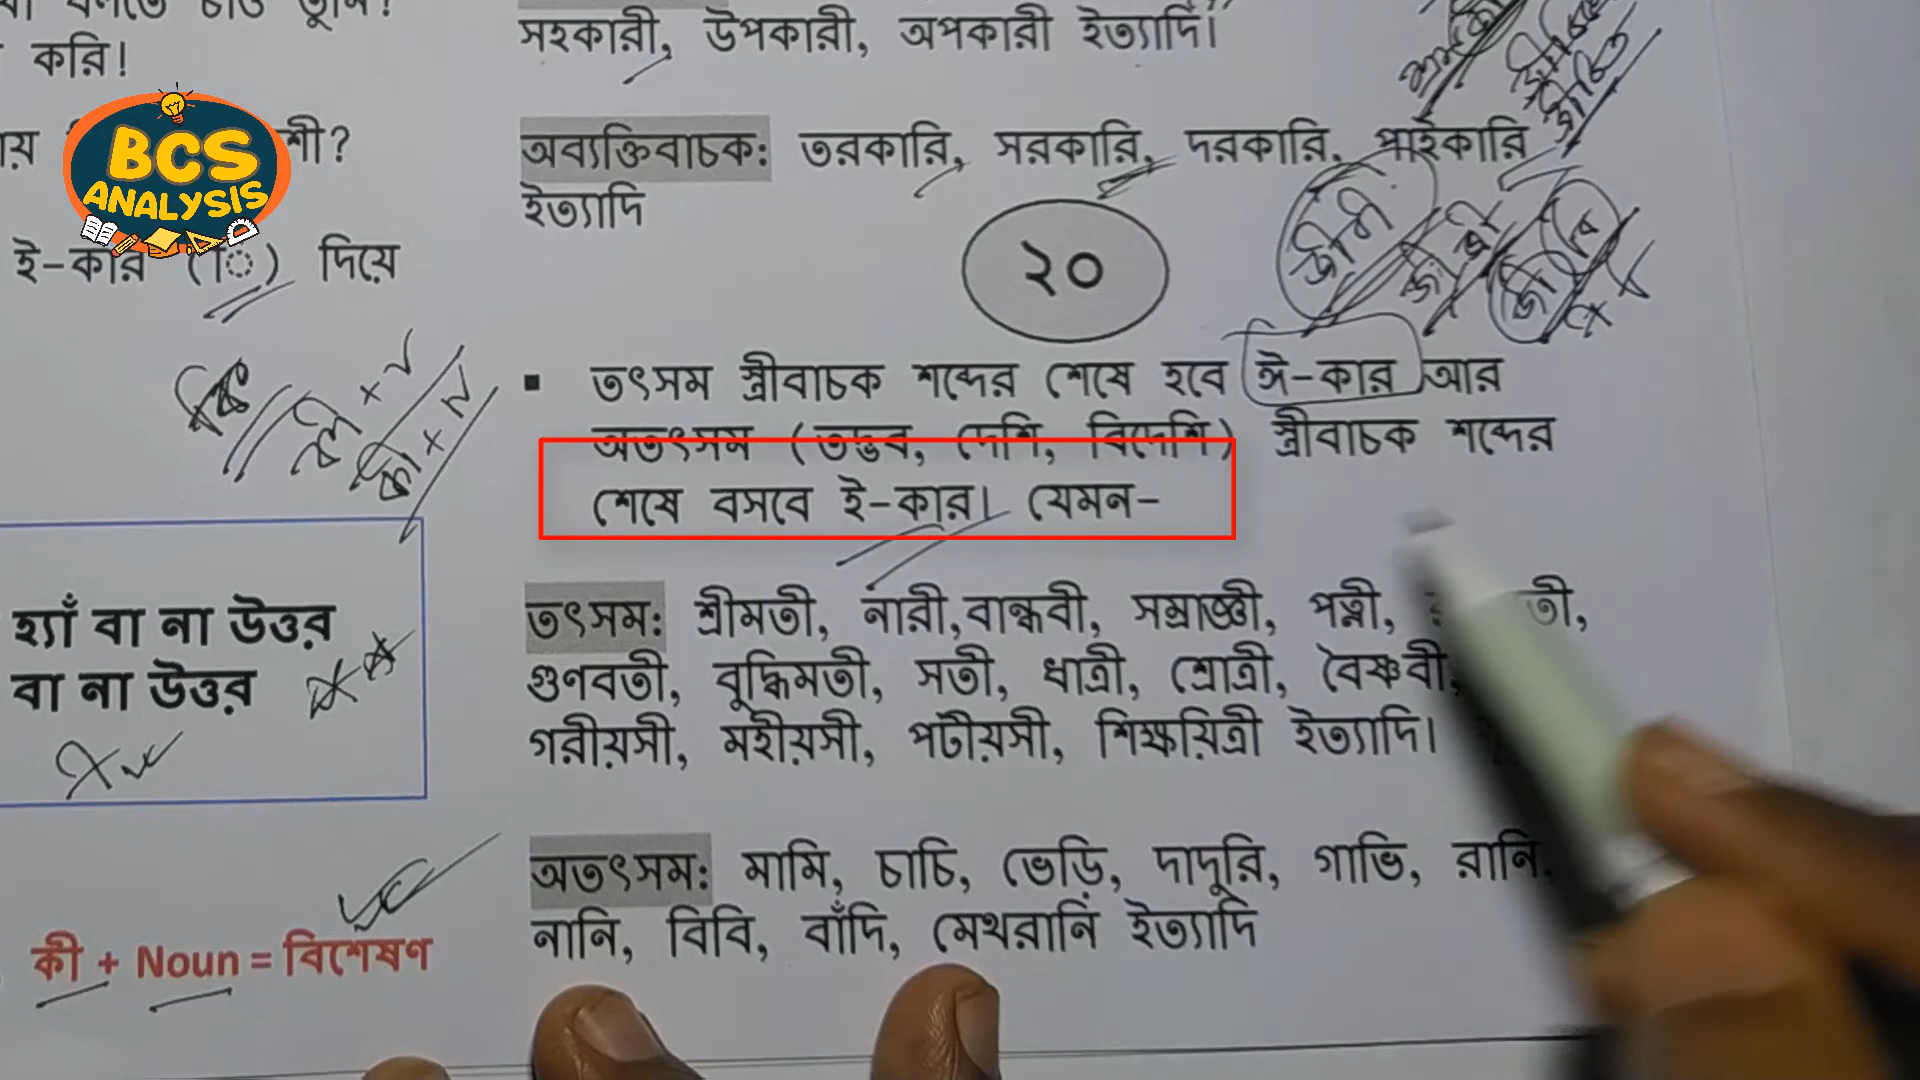 করি!
শী?
ই-কার (ি) দিয়ে
হ্যাঁ বা না উত্তর
বা না উত্তর
কী + Noun = বিশেষণ
BCS
ANALYSIS
সহকারী, উপকারী, অপকারী ইত্যাদি।
অব্যক্তিবাচক: তরকারি, সরকারি, দরকারি, পাইকারি
ইত্যাদি
২০
▪ তৎসম স্ত্রীবাচক শব্দের শেষে হবে ঈ-কার আর
অতৎসম (তদ্ভব, দেশি, বিদেশি) স্ত্রীবাচক শব্দের
শেষে বসবে ই-কার। যেমন-
তৎসম: শ্রীমতী, নারী,বান্ধবী, সম্রাজ্ঞী, পত্নী,
গুণবতী, বুদ্ধিমতী, সতী, ধাত্রী, শ্রোত্রী, বৈষ্ণবী,
গরীয়সী, মহীয়সী, পটীয়সী, শিক্ষয়িত্রী ইত্যাদি।
অতৎসম: মামি, চাচি, ভেড়ি, দাদুরি, গাভি, রানি,
নানি, বিবি, বাঁদি, মেথরানি ইত্যাদি